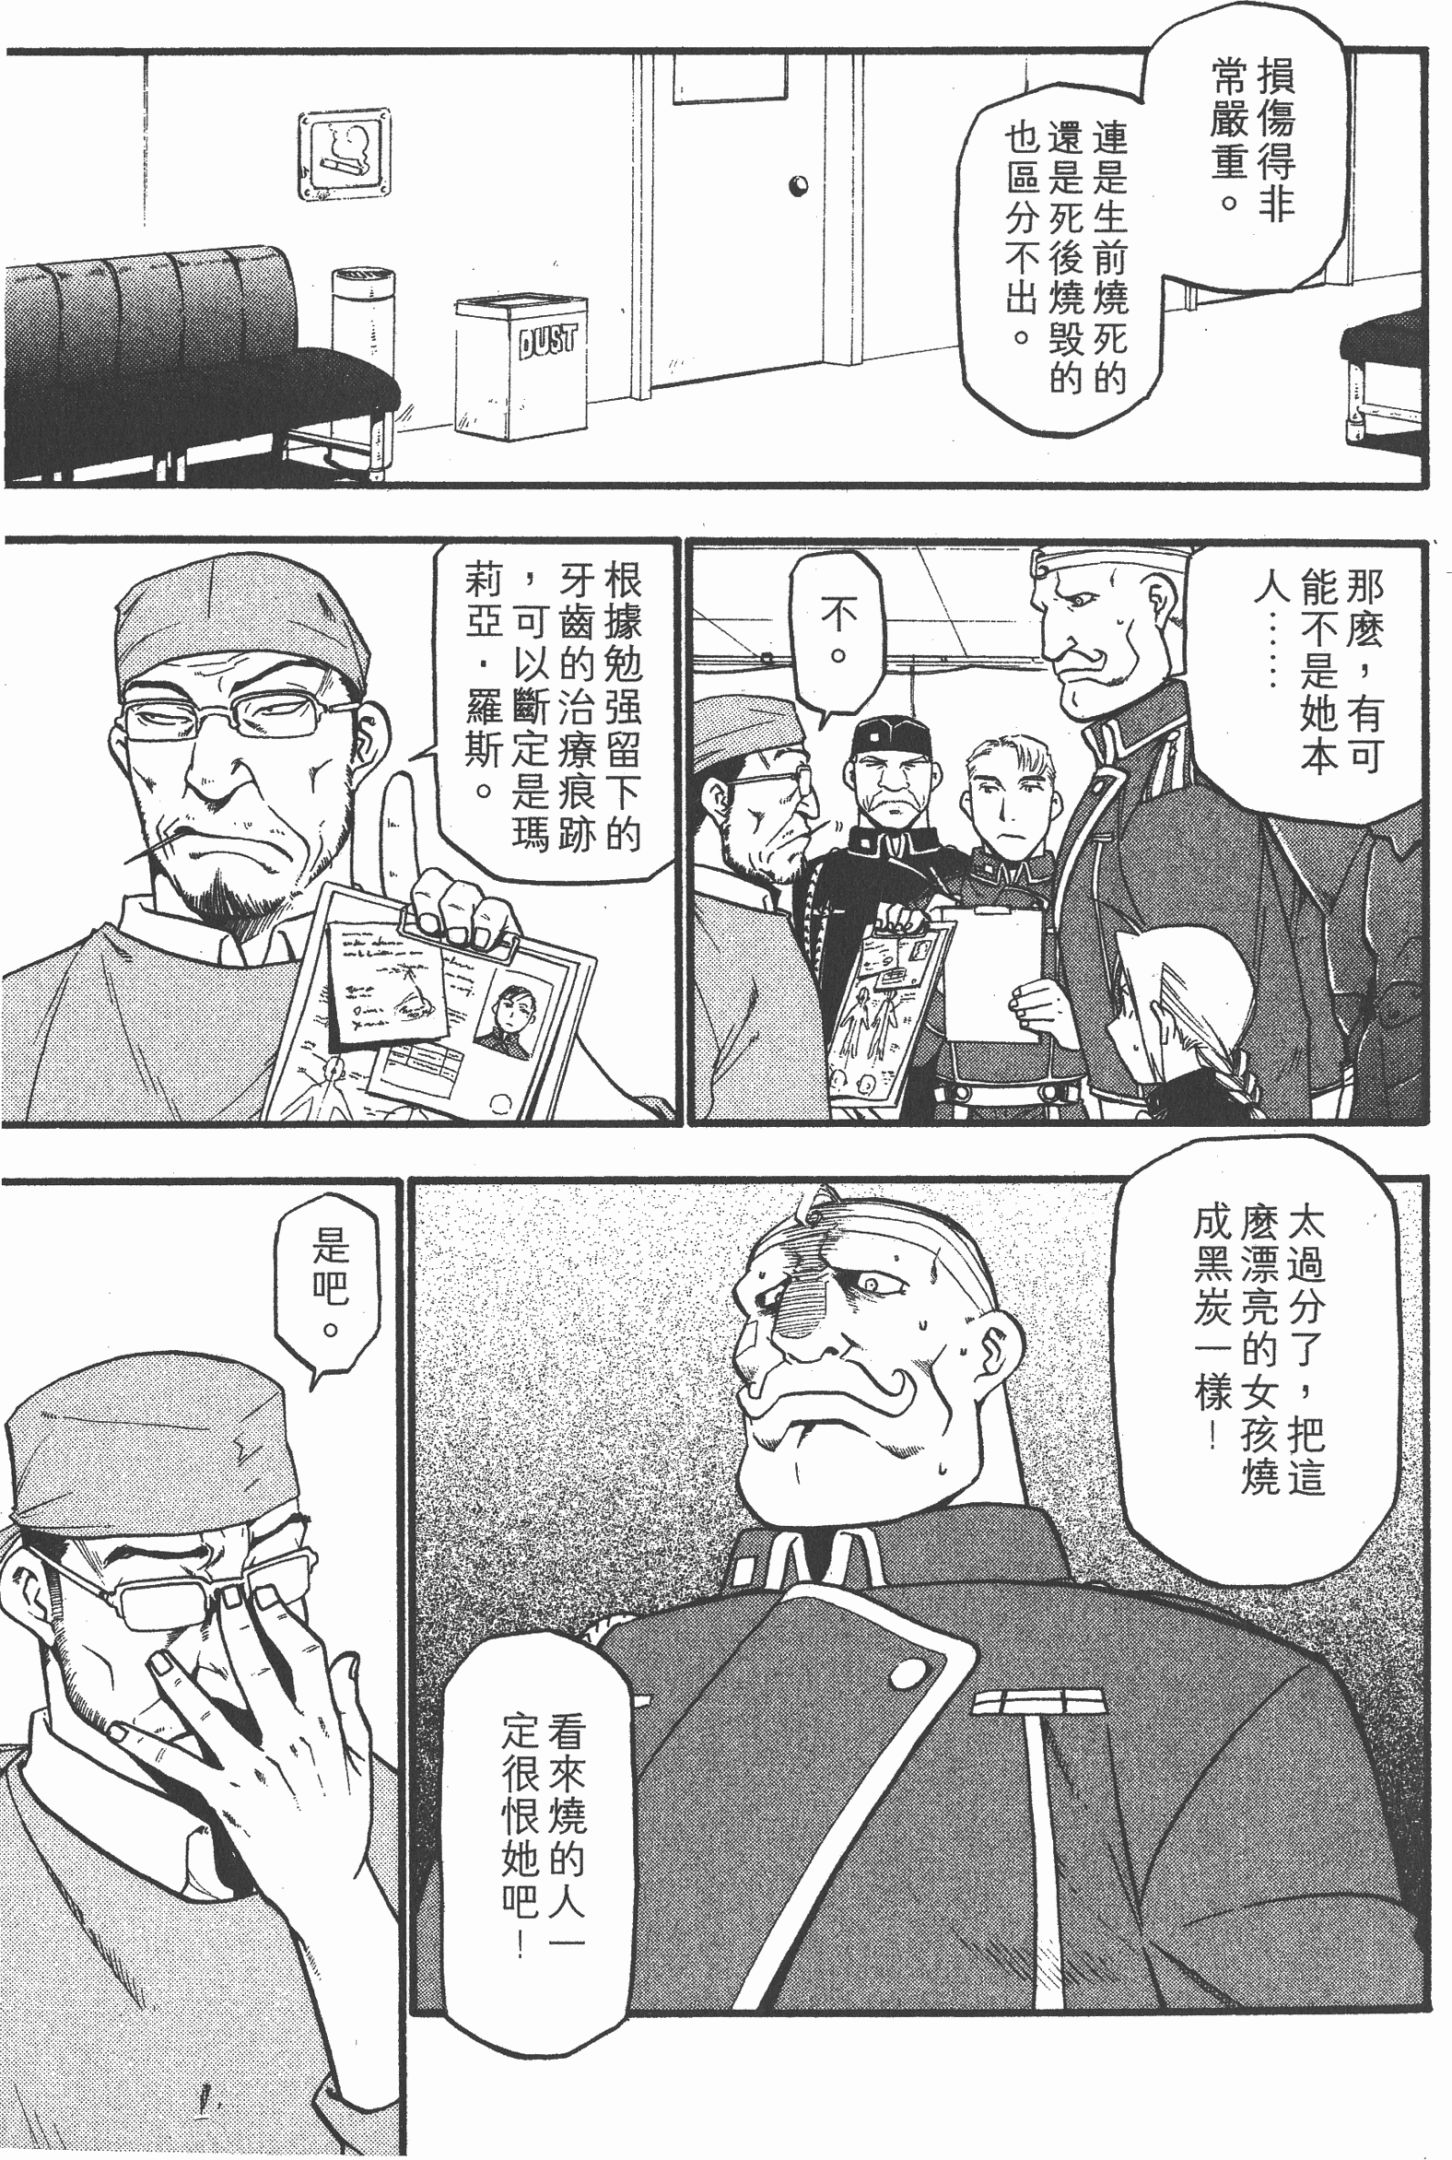 損傷得非
常嚴重。
連是生前燒死的
還是死後燒毀的
也區分不出。
DUST
那麼，有可
能不是她本
人……
不。
根據勉强留下的
牙齒的治療痕跡
，可以斷定是瑪
莉亞・羅斯。
太過分了，把這
麼漂亮的女孩燒
成黑炭一樣！
看來燒的人一
定很恨她吧！
是吧。